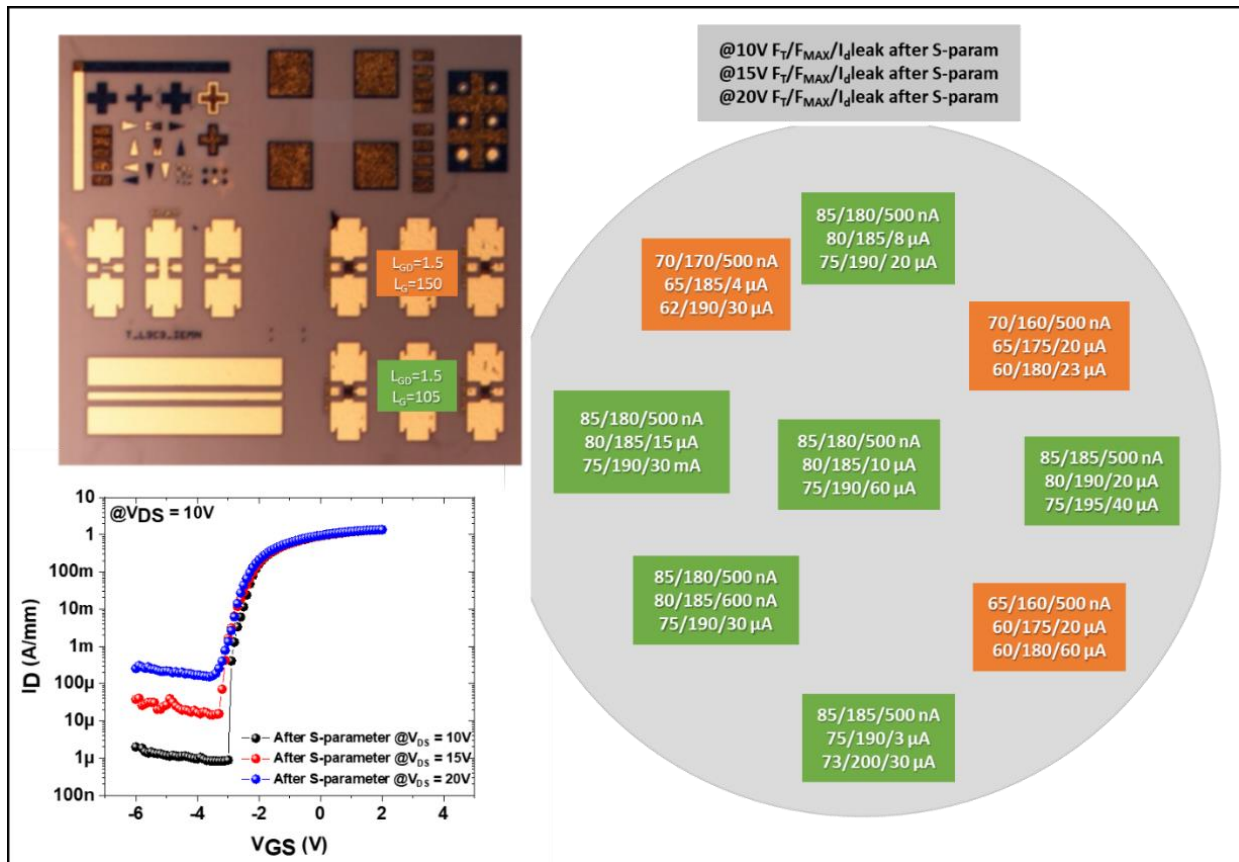 @10V F_T/F_MAX/I_dleak after S-param
@15V F_T/F_MAX/I_dleak after S-param
@20V F_T/F_MAX/I_dleak after S-param
L_GD=1.5
L_G=150
T_LOC3_IEMN
L_GD=1.5
L_G=105
85/180/500 nA
80/185/8 µA
75/190/ 20 µA
70/170/500 nA
65/185/4 µA
62/190/30 µA
70/160/500 nA
65/175/20 µA
60/180/23 µA
85/180/500 nA
80/185/15 µA
75/190/30 mA
85/180/500 nA
80/185/10 µA
75/190/60 µA
85/185/500 nA
80/190/20 µA
75/195/40 µA
85/180/500 nA
80/185/600 nA
75/190/30 µA
65/160/500 nA
60/175/20 µA
60/180/60 µA
85/185/500 nA
75/190/3 µA
73/200/30 µA
@V_DS = 10V
10
1
100m
10m
1m
100µ
10µ
1µ
100n
I_D (A/mm)
After S-parameter @V_DS = 10V
After S-parameter @V_DS = 15V
After S-parameter @V_DS = 20V
-6 -4 -2 0 2 4
V_GS (V)